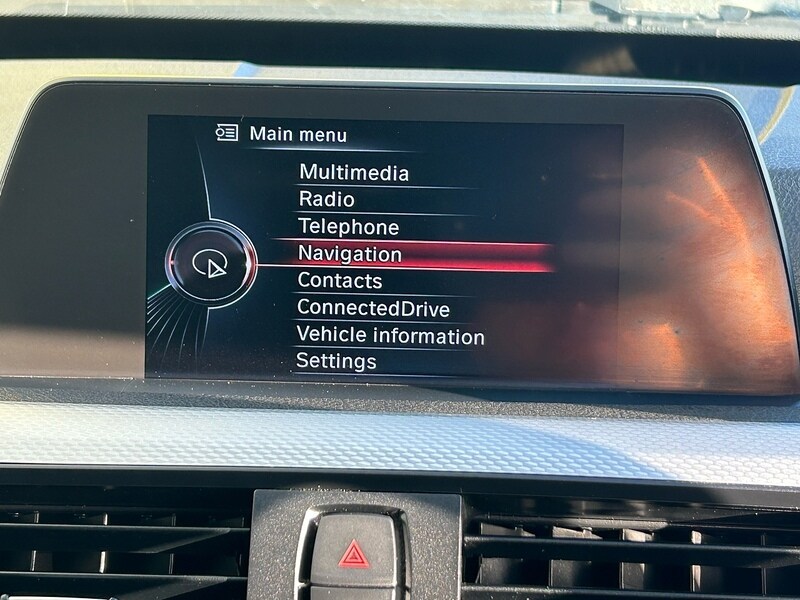 Main menu
Multimedia
Radio
Telephone
Navigation
Contacts
ConnectedDrive
Vehicle information
Settings